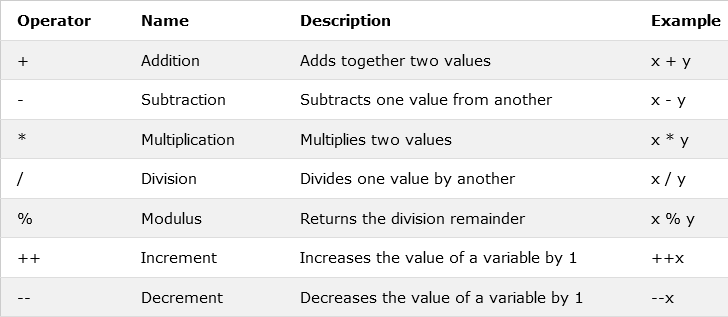 Operator Name Description Example
+ Addition Adds together two values x + y
- Subtraction Subtracts one value from another x - y
* Multiplication Multiplies two values x * y
/ Division Divides one value by another x / y
% Modulus Returns the division remainder x % y
++ Increment Increases the value of a variable by 1 ++x
-- Decrement Decreases the value of a variable by 1 --x